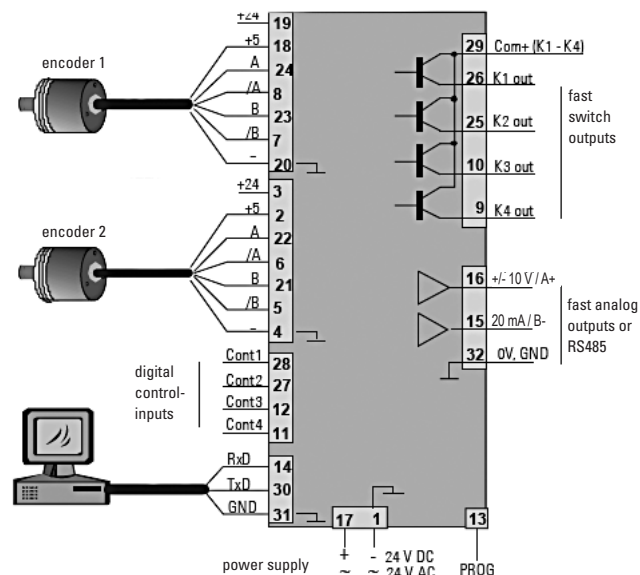 +24
19
+5
18
A
24
/A
8
B
23
/B
7
–
20
encoder 1
+24
3
+5
2
A
22
/A
6
B
21
/B
5
–
4
encoder 2
digital
control-
inputs
Cont1
28
Cont2
27
Cont3
12
Cont4
11
RxD
14
TxD
30
GND
31
29 Com+ (K1 - K4)
26 K1 out
25 K2 out
10 K3 out
9 K4 out
fast
switch
outputs
16 +/- 10 V / A+
15 20 mA / B-
32 0V, GND
fast analog
outputs or
RS485
17 1 13
power supply
+ - 24 V DC
~ ~ 24 V AC
PROG